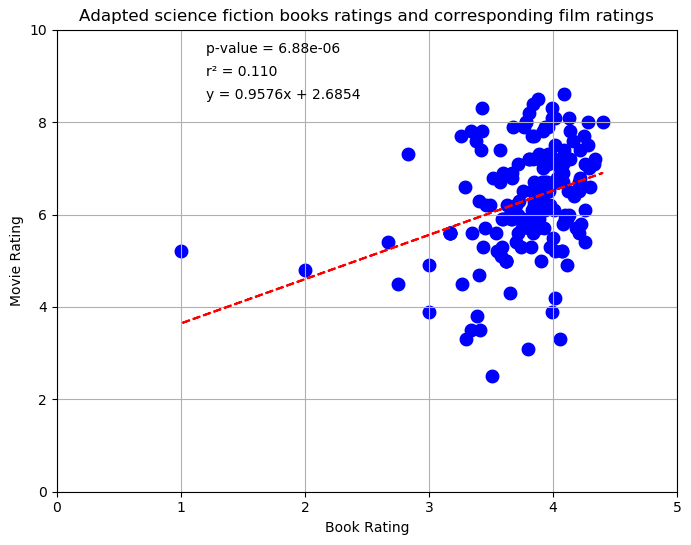 Adapted science fiction books ratings and corresponding film ratings
p-value = 6.88e-06
r² = 0.110
y = 0.9576x + 2.6854
10
8
6
4
2
0
Movie Rating
0 1 2 3 4 5
Book Rating